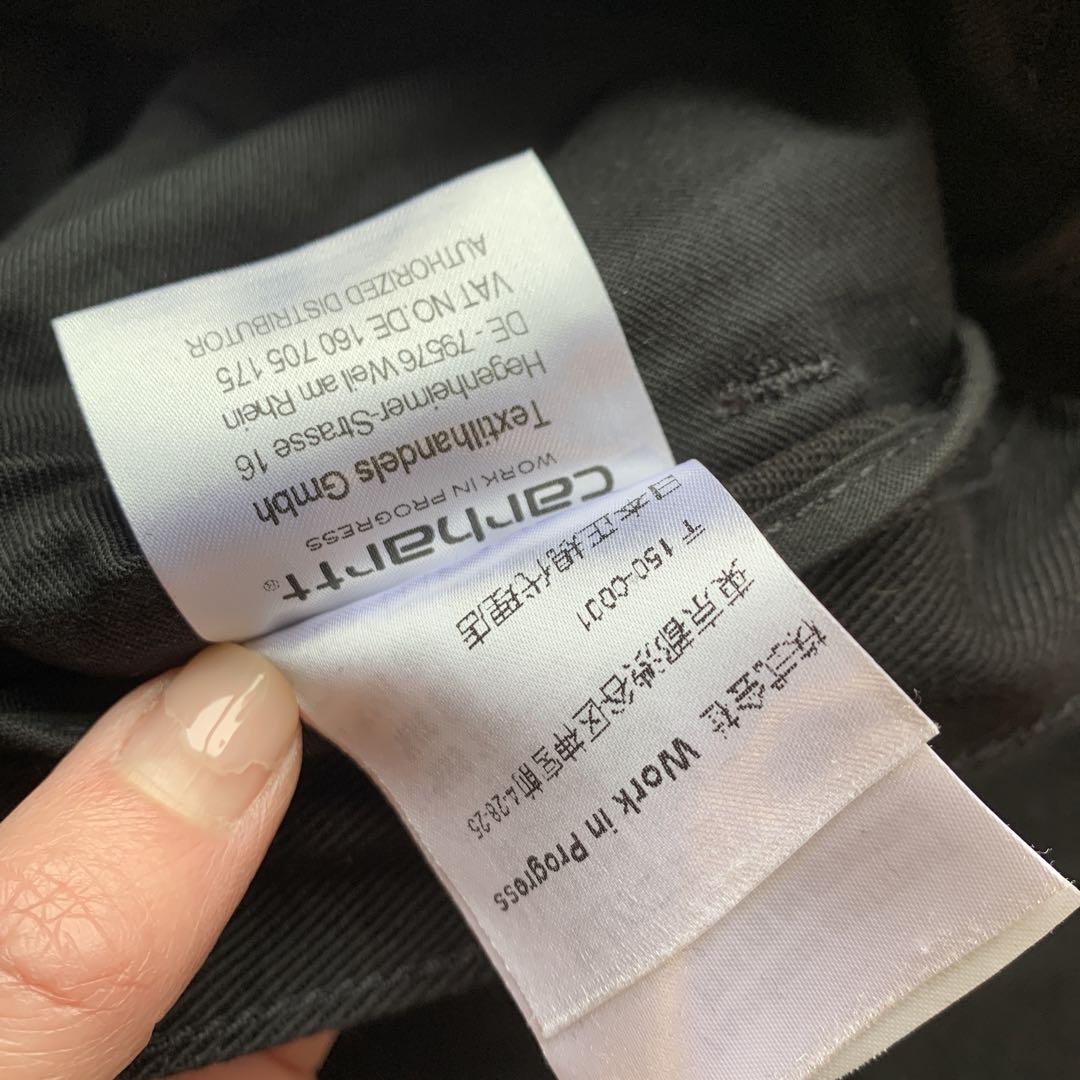 carhartt®
WORK IN PROGRESS
Textilhandels Gmbh
Hegenheimer-Strasse 16
DE - 79576 Weil am Rhein
VAT NO.DE 160 705 175
AUTHORIZED DISTRIBUTOR
日本正規代理店
〒150-0001
東京都渋谷区神宮前4-28-25
株式会社 Work in Progress